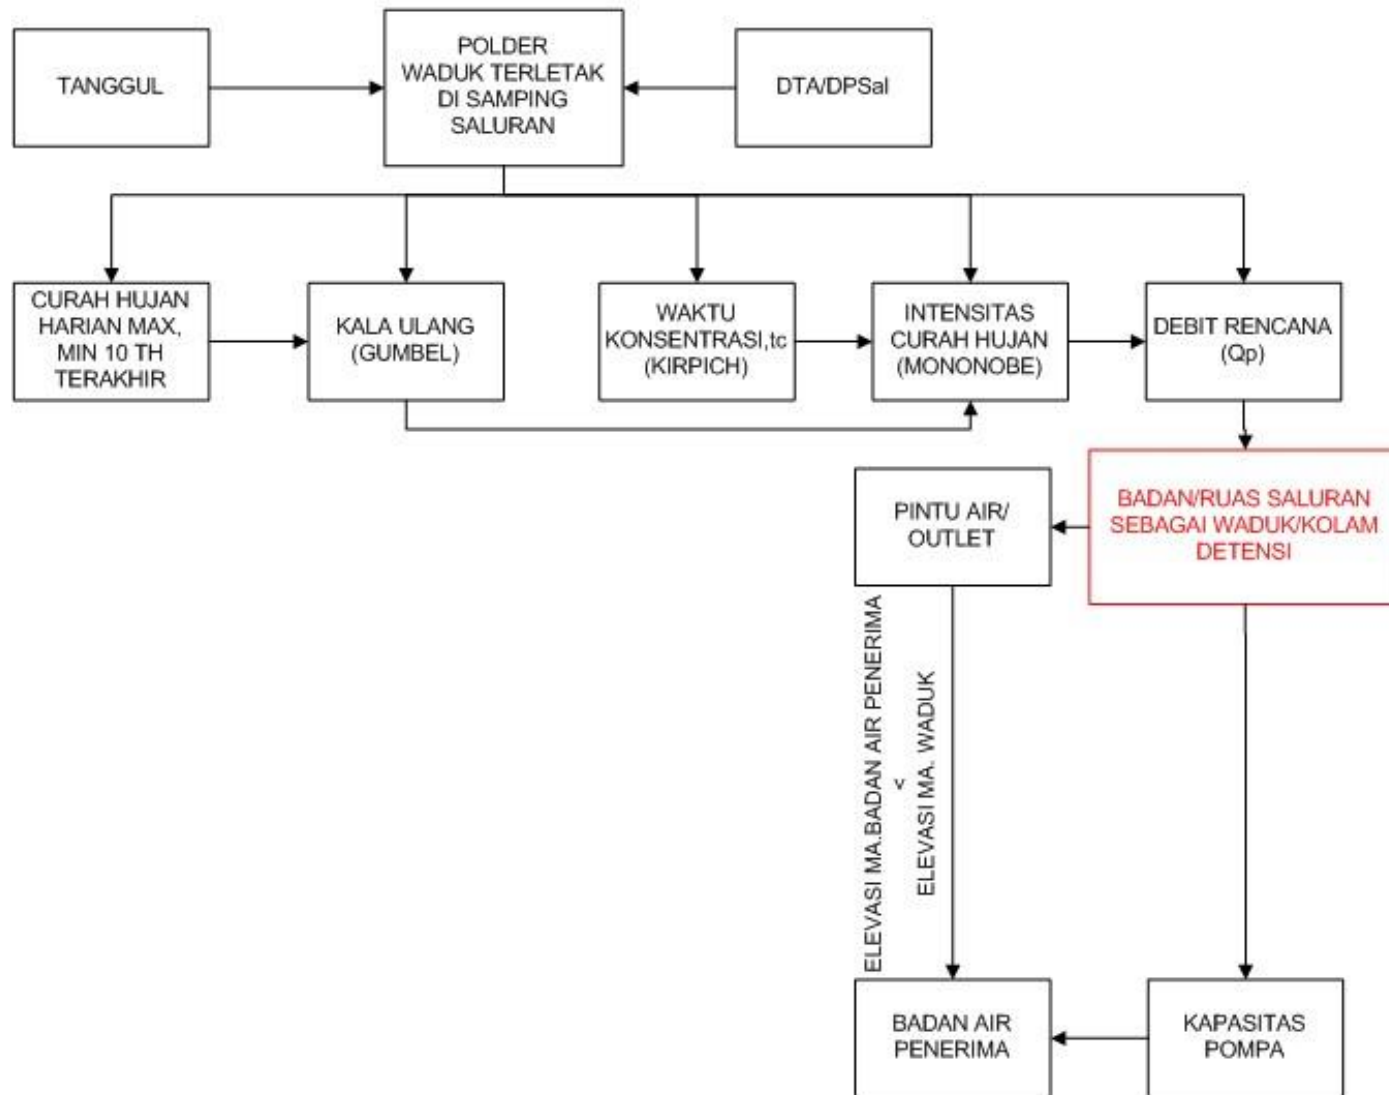 TANGGUL
POLDER
WADUK TERLETAK
DI SAMPING
SALURAN
DTA/DPSal
CURAH HUJAN
HARIAN MAX,
MIN 10 TH
TERAKHIR
KALA ULANG
(GUMBEL)
WAKTU
KONSENTRASI,tc
(KIRPICH)
INTENSITAS
CURAH HUJAN
(MONONOBE)
DEBIT RENCANA
(Qp)
PINTU AIR/
OUTLET
BADAN/RUAS SALURAN
SEBAGAI WADUK/KOLAM
DETENSI
ELEVASI MA.BADAN AIR PENERIMA
<
ELEVASI MA. WADUK
BADAN AIR
PENERIMA
KAPASITAS
POMPA